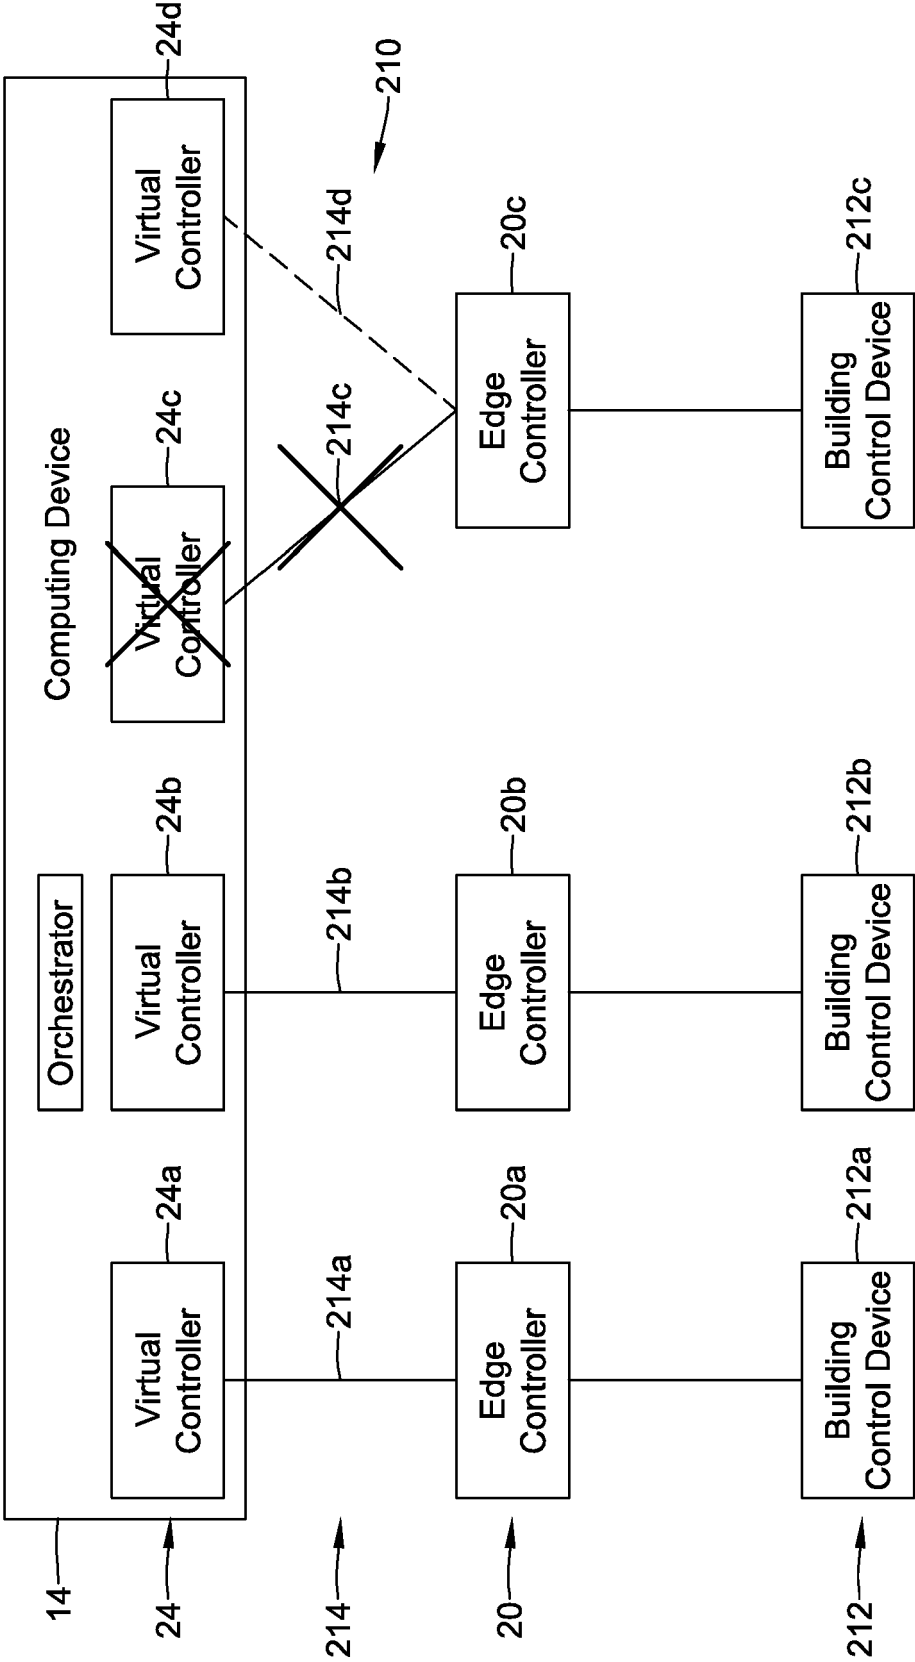 14
Computing Device
Orchestrator
24
Virtual
Controller
24a
Virtual
Controller
24b
Virtual
Controller
24c
Virtual
Controller
24d
214
214a
214b
214c
214d
210
20
Edge
Controller
20a
Edge
Controller
20b
Edge
Controller
20c
212
Building
Control Device
212a
Building
Control Device
212b
Building
Control Device
212c